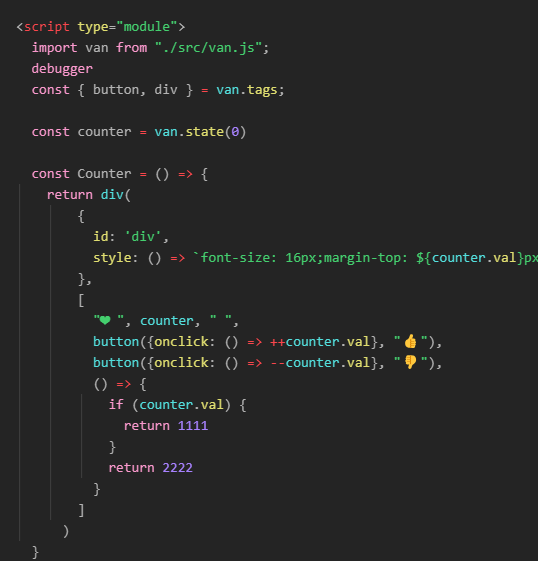 <script type="module">
import van from "./src/van.js";
debugger
const { button, div } = van.tags;
const counter = van.state(0)
const Counter = () => {
return div(
{
id: 'div',
style: () => `font-size: 16px;margin-top: ${counter.val}px
},
[
"❤ ", counter, " ",
button({onclick: () => ++counter.val}, "👍"),
button({onclick: () => --counter.val}, "👎"),
() => {
if (counter.val) {
return 1111
}
return 2222
}
]
)
}